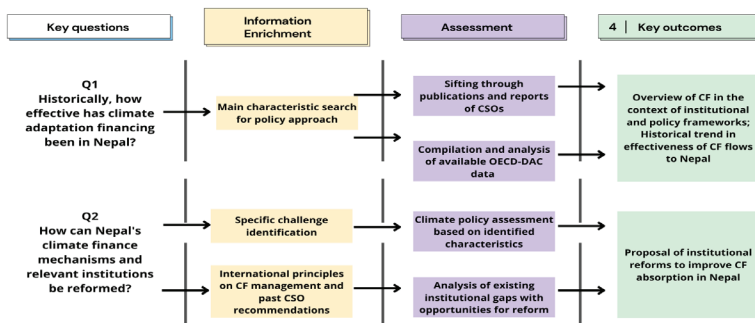 Key questions
Information
Enrichment
Assessment
4 | Key outcomes
Q1
Historically, how
effective has climate
adaptation financing
been in Nepal?
Main characteristic search
for policy approach
Sifting through
publications and reports
of CSOs
Compilation and analysis
of available OECD-DAC
data
Overview of CF in the
context of institutional
and policy frameworks;
Historical trend in
effectiveness of CF flows
to Nepal
Q2
How can Nepal's
climate finance
mechanisms and
relevant institutions
be reformed?
Specific challenge
identification
International principles
on CF management and
past CSO
recommendations
Climate policy assessment
based on identified
characteristics
Analysis of existing
institutional gaps with
opportunities for reform
Proposal of institutional
reforms to improve CF
absorption in Nepal